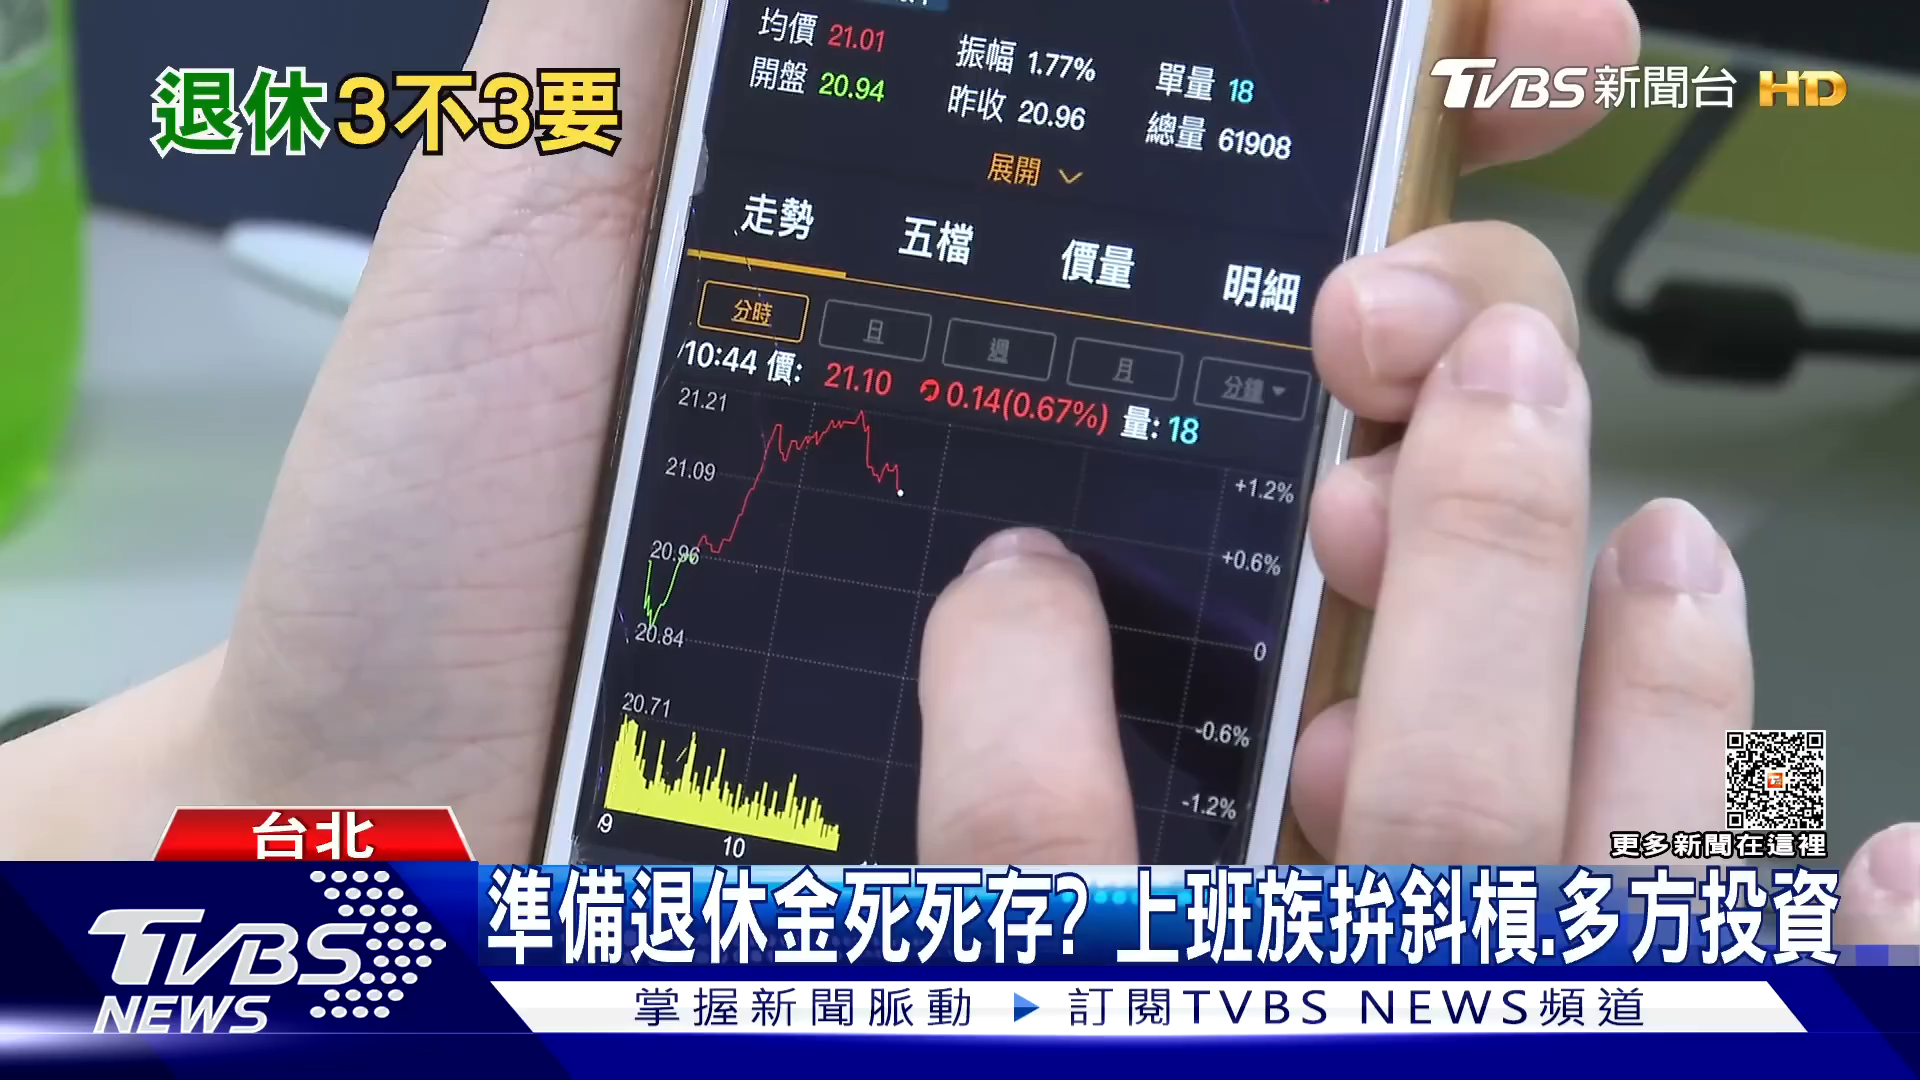 退休3不3要
TVBS新聞台 HD
均價 21.01 振幅 1.77% 單量 18
開盤 20.94 昨收 20.96 總量 61908
展開
走勢 五檔 價量 明細
分時 日 週 月 分鐘
10:44 價: 21.10 0.14(0.67%) 量: 18
21.21
+1.2%
21.09
+0.6%
20.96
0
20.84
-0.6%
20.71
-1.2%
9 10
更多新聞在這裡
台北
準備退休金死死存? 上班族拚斜槓.多方投資
TVBS NEWS
掌握新聞脈動 訂閱TVBS NEWS頻道